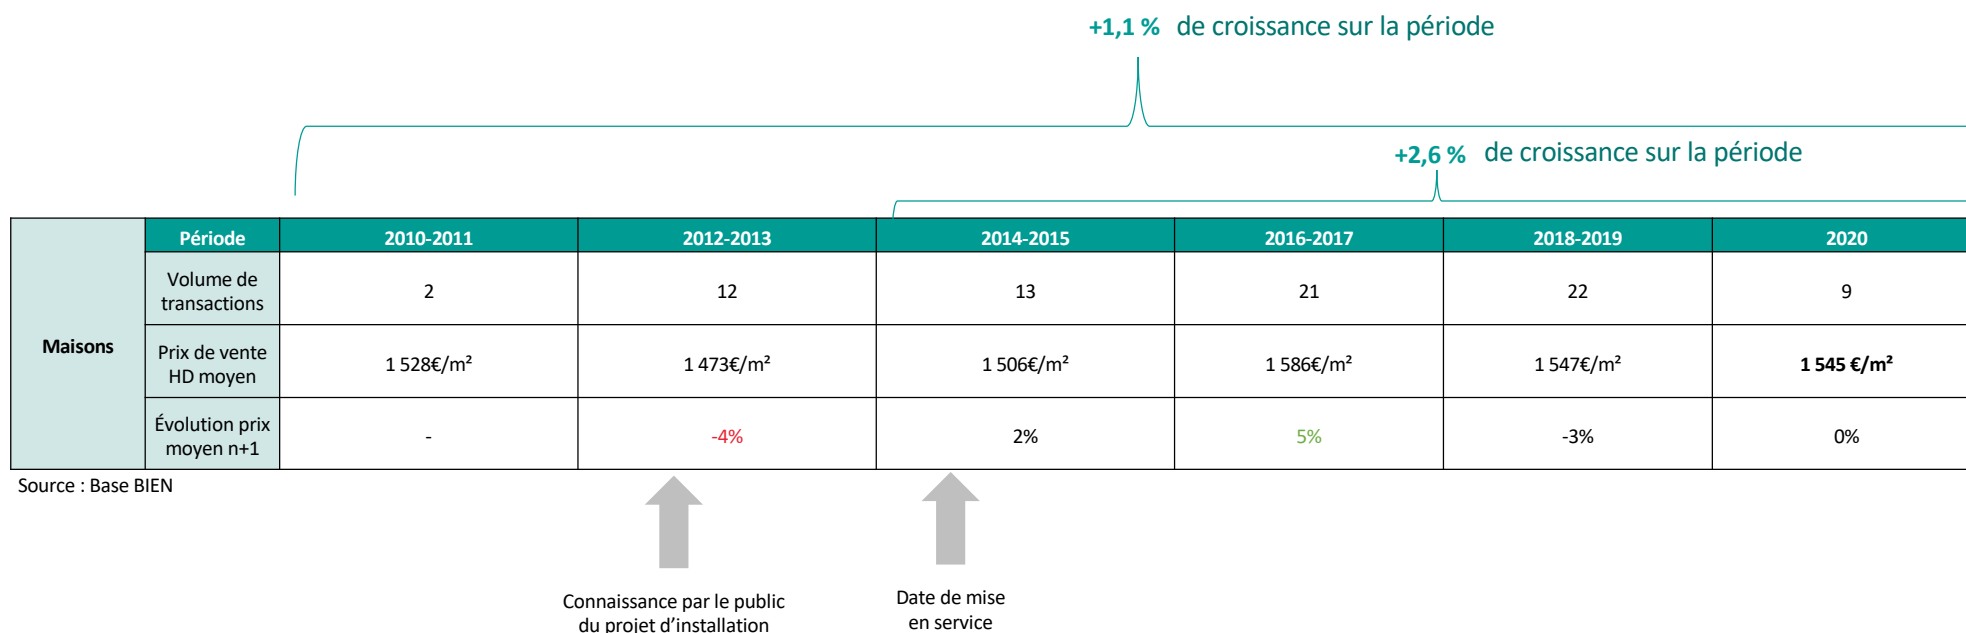 +1,1 % de croissance sur la période
+2,6 % de croissance sur la période
Maisons
Période 2010-2011 2012-2013 2014-2015 2016-2017 2018-2019 2020
Volume de
transactions 2 12 13 21 22 9
Prix de vente
HD moyen 1 528€/m² 1 473€/m² 1 506€/m² 1 586€/m² 1 547€/m² 1 545 €/m²
Évolution prix
moyen n+1 - -4% 2% 5% -3% 0%
Source : Base BIEN
Connaissance par le public
du projet d’installation
Date de mise
en service